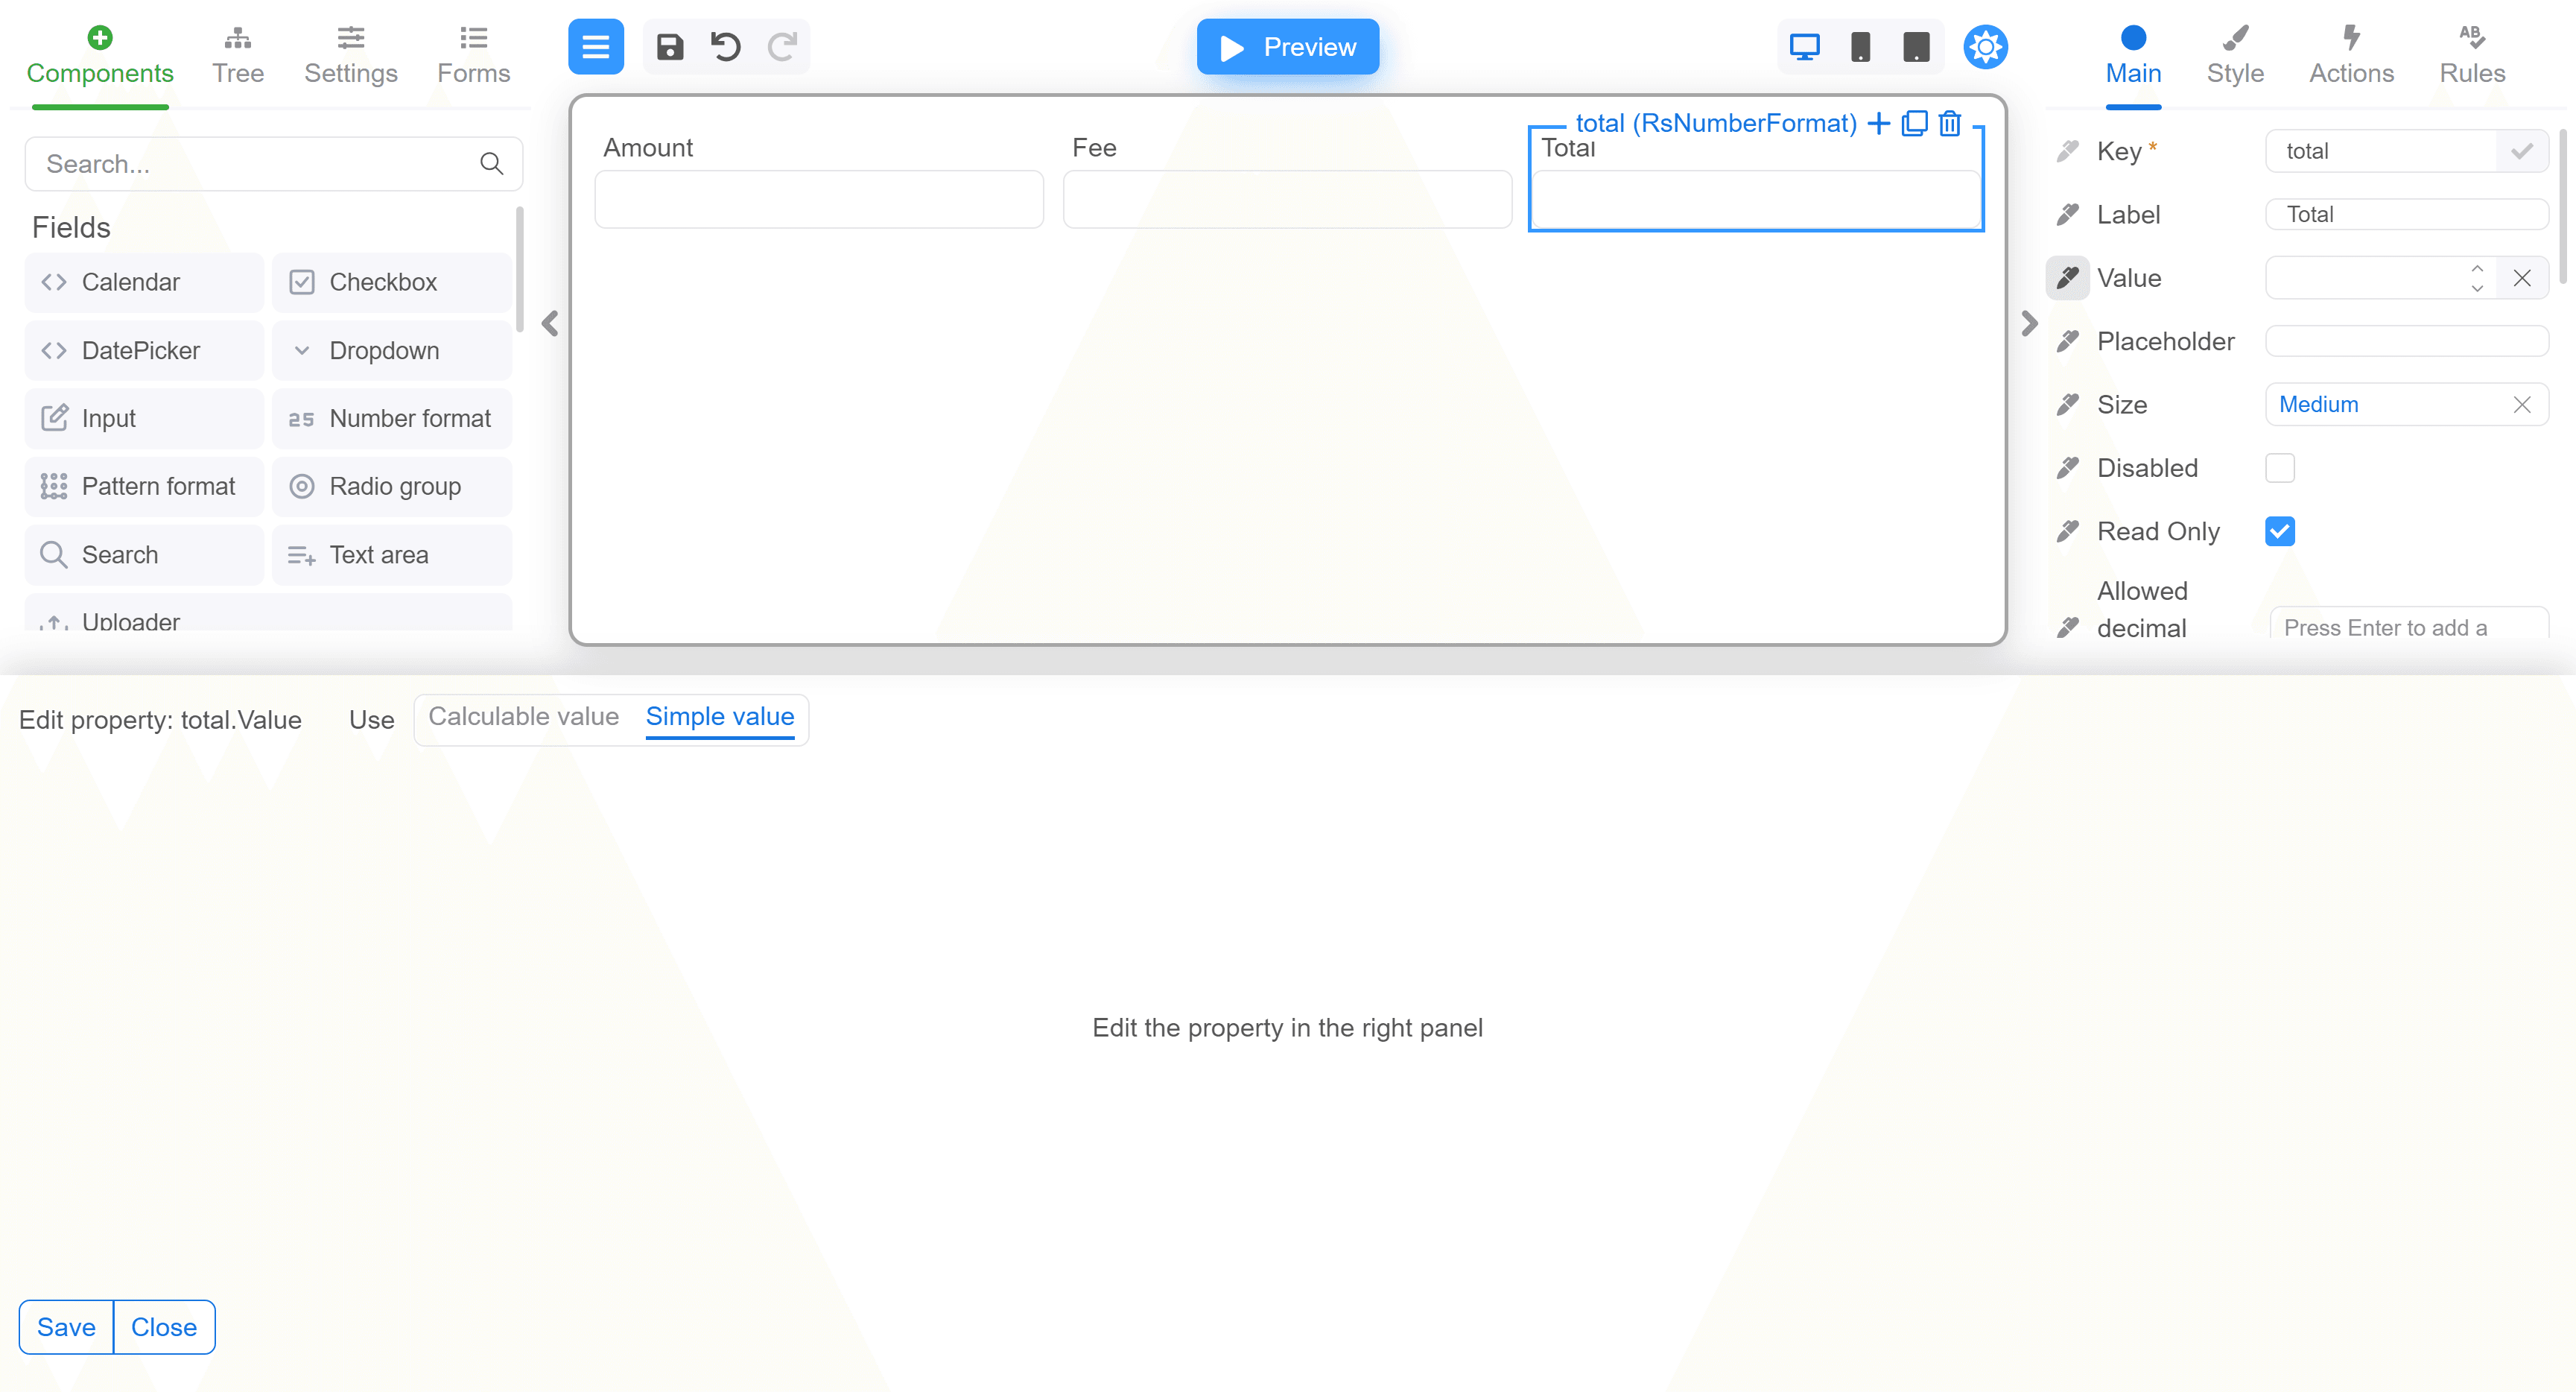 Components
Tree
Settings
Forms
Preview
Main
Style
Actions
AB
Rules
Search...
Fields
Calendar
Checkbox
DatePicker
Dropdown
Input
25 Number format
Pattern format
Radio group
Search
Text area
Uploader
total (RsNumberFormat)
Amount
Fee
Total
Key *
total
Label
Total
Value
Placeholder
Size
Medium
Disabled
Read Only
Allowed
decimal
Press Enter to add a
Edit property: total.Value
Use
Calculable value
Simple value
Edit the property in the right panel
Save
Close